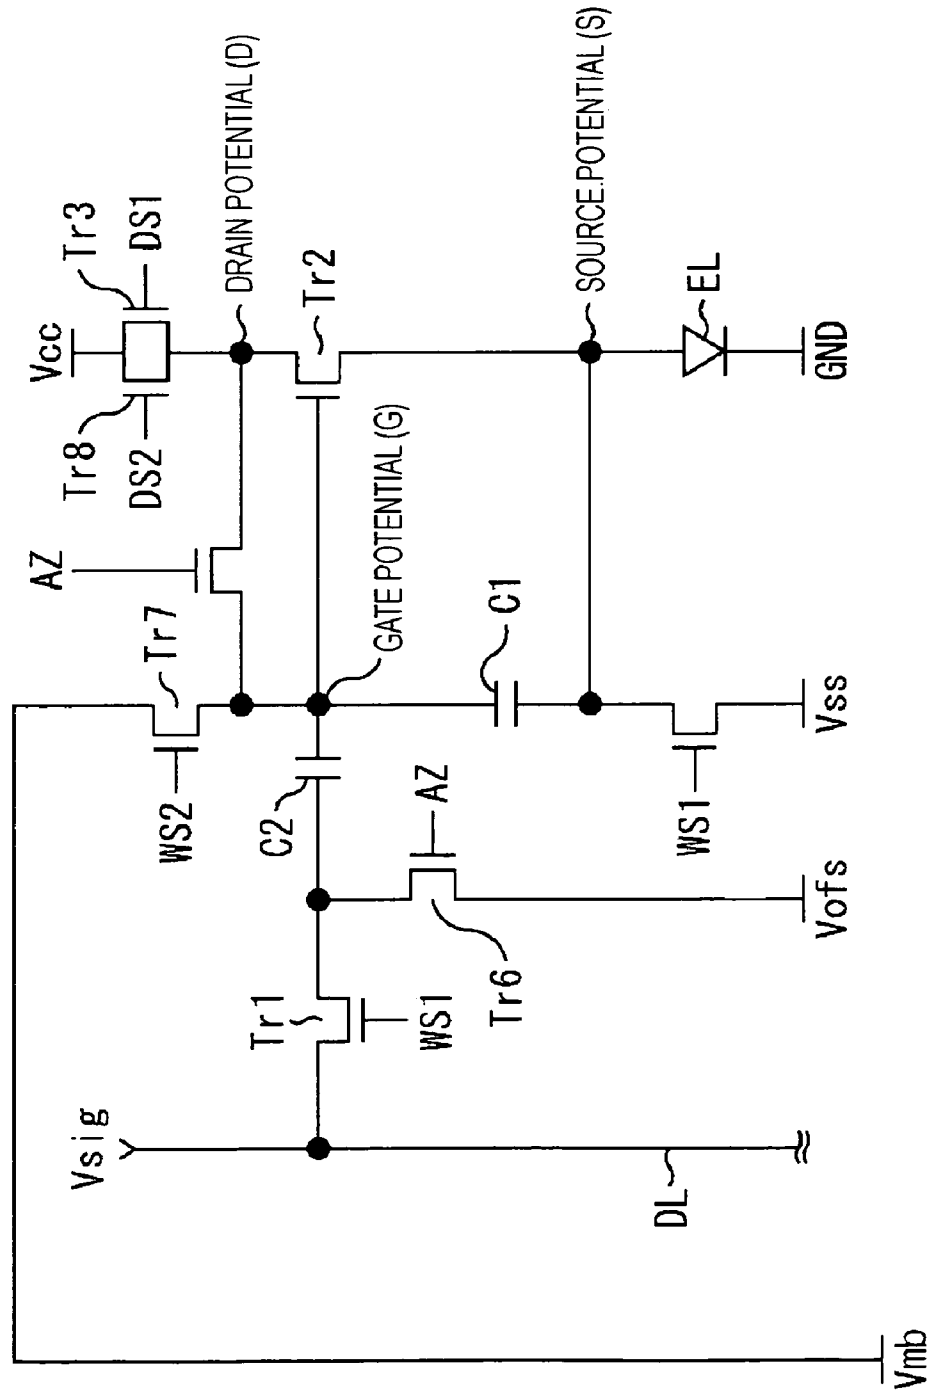 Vsig
Vmb
DL
Tr1
WS1
Tr6
AZ
Vofs
C2
WS2
Tr7
AZ
GATE POTENTIAL (G)
C1
WS1
Vss
Tr8
DS2
Vcc
Tr3
DS1
DRAIN POTENTIAL (D)
Tr2
SOURCE.POTENTIAL (S)
EL
GND